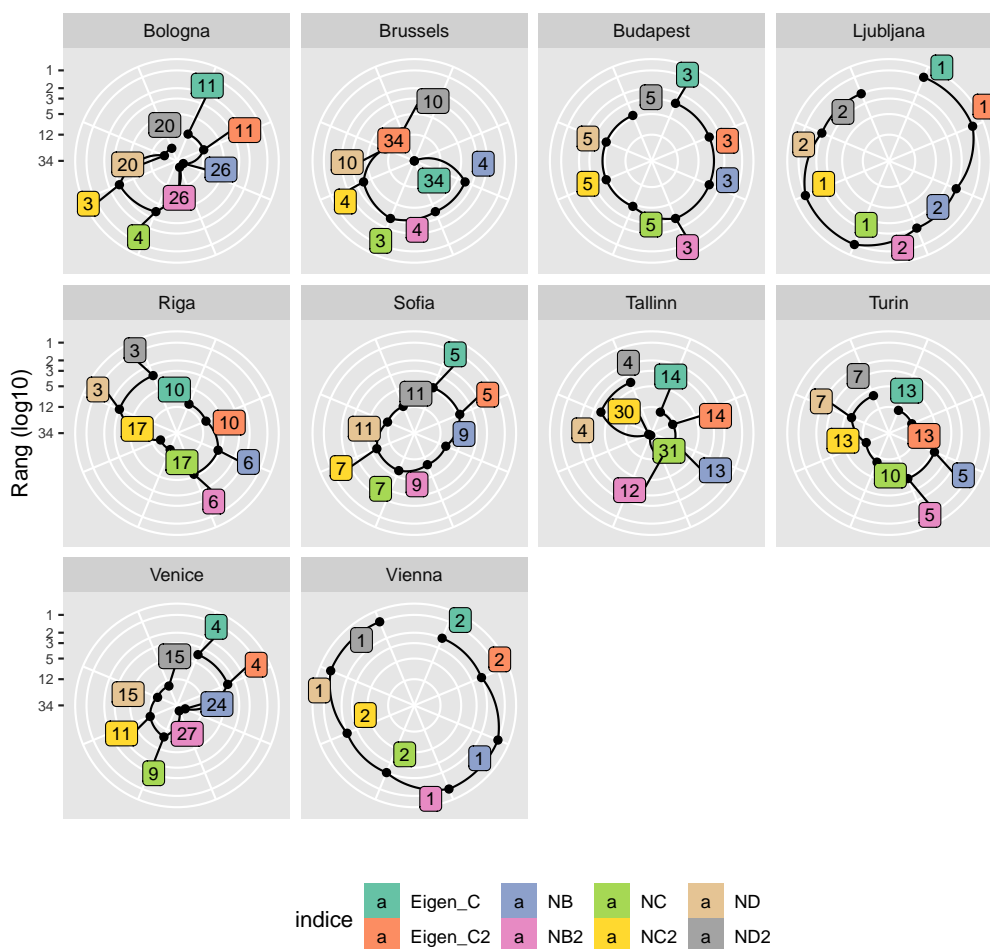 Bologna Brussels Budapest Ljubljana
1 2 3 5 12 34
11 11 26 26 4 3 20 20
34 34 4 4 3 4 10 10
3 3 3 3 5 5 5 5
1 1 2 2 1 1 2 2
Riga Sofia Tallinn Turin
1 2 3 5 12 34
10 10 6 6 17 17 3 3
5 5 9 9 7 7 11 11
14 14 13 12 31 30 4 4
13 13 5 5 10 13 7 7
Rang (log10)
Venice Vienna
1 2 3 5 12 34
4 4 24 27 9 11 15 15
2 2 1 1 2 2 1 1
indice
a Eigen_C a NB a NC a ND
a Eigen_C2 a NB2 a NC2 a ND2